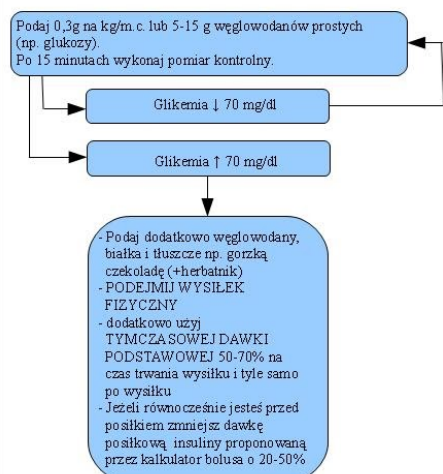 Podaj 0,3g na kg/m.c. lub 5-15 g węglowodanów prostych
(np. glukozy).
Po 15 minutach wykonaj pomiar kontrolny.
Glikemia ↓ 70 mg/dl
Glikemia ↑ 70 mg/dl
- Podaj dodatkowo węglowodany,
białka i tłuszcze np. gorzką
czekoladę (+herbatnik)
- PODEJMIJ WYSIŁEK
FIZYCZNY
- dodatkowo użyj
TYMCZASOWEJ DAWKI
PODSTAWOWEJ 50-70% na
czas trwania wysiłku i tyle samo
po wysiłku
- Jeżeli równocześnie jesteś przed
posiłkiem zmniejsz dawkę
posiłkową insuliny proponowaną
przez kalkulator bolusa o 20-50%